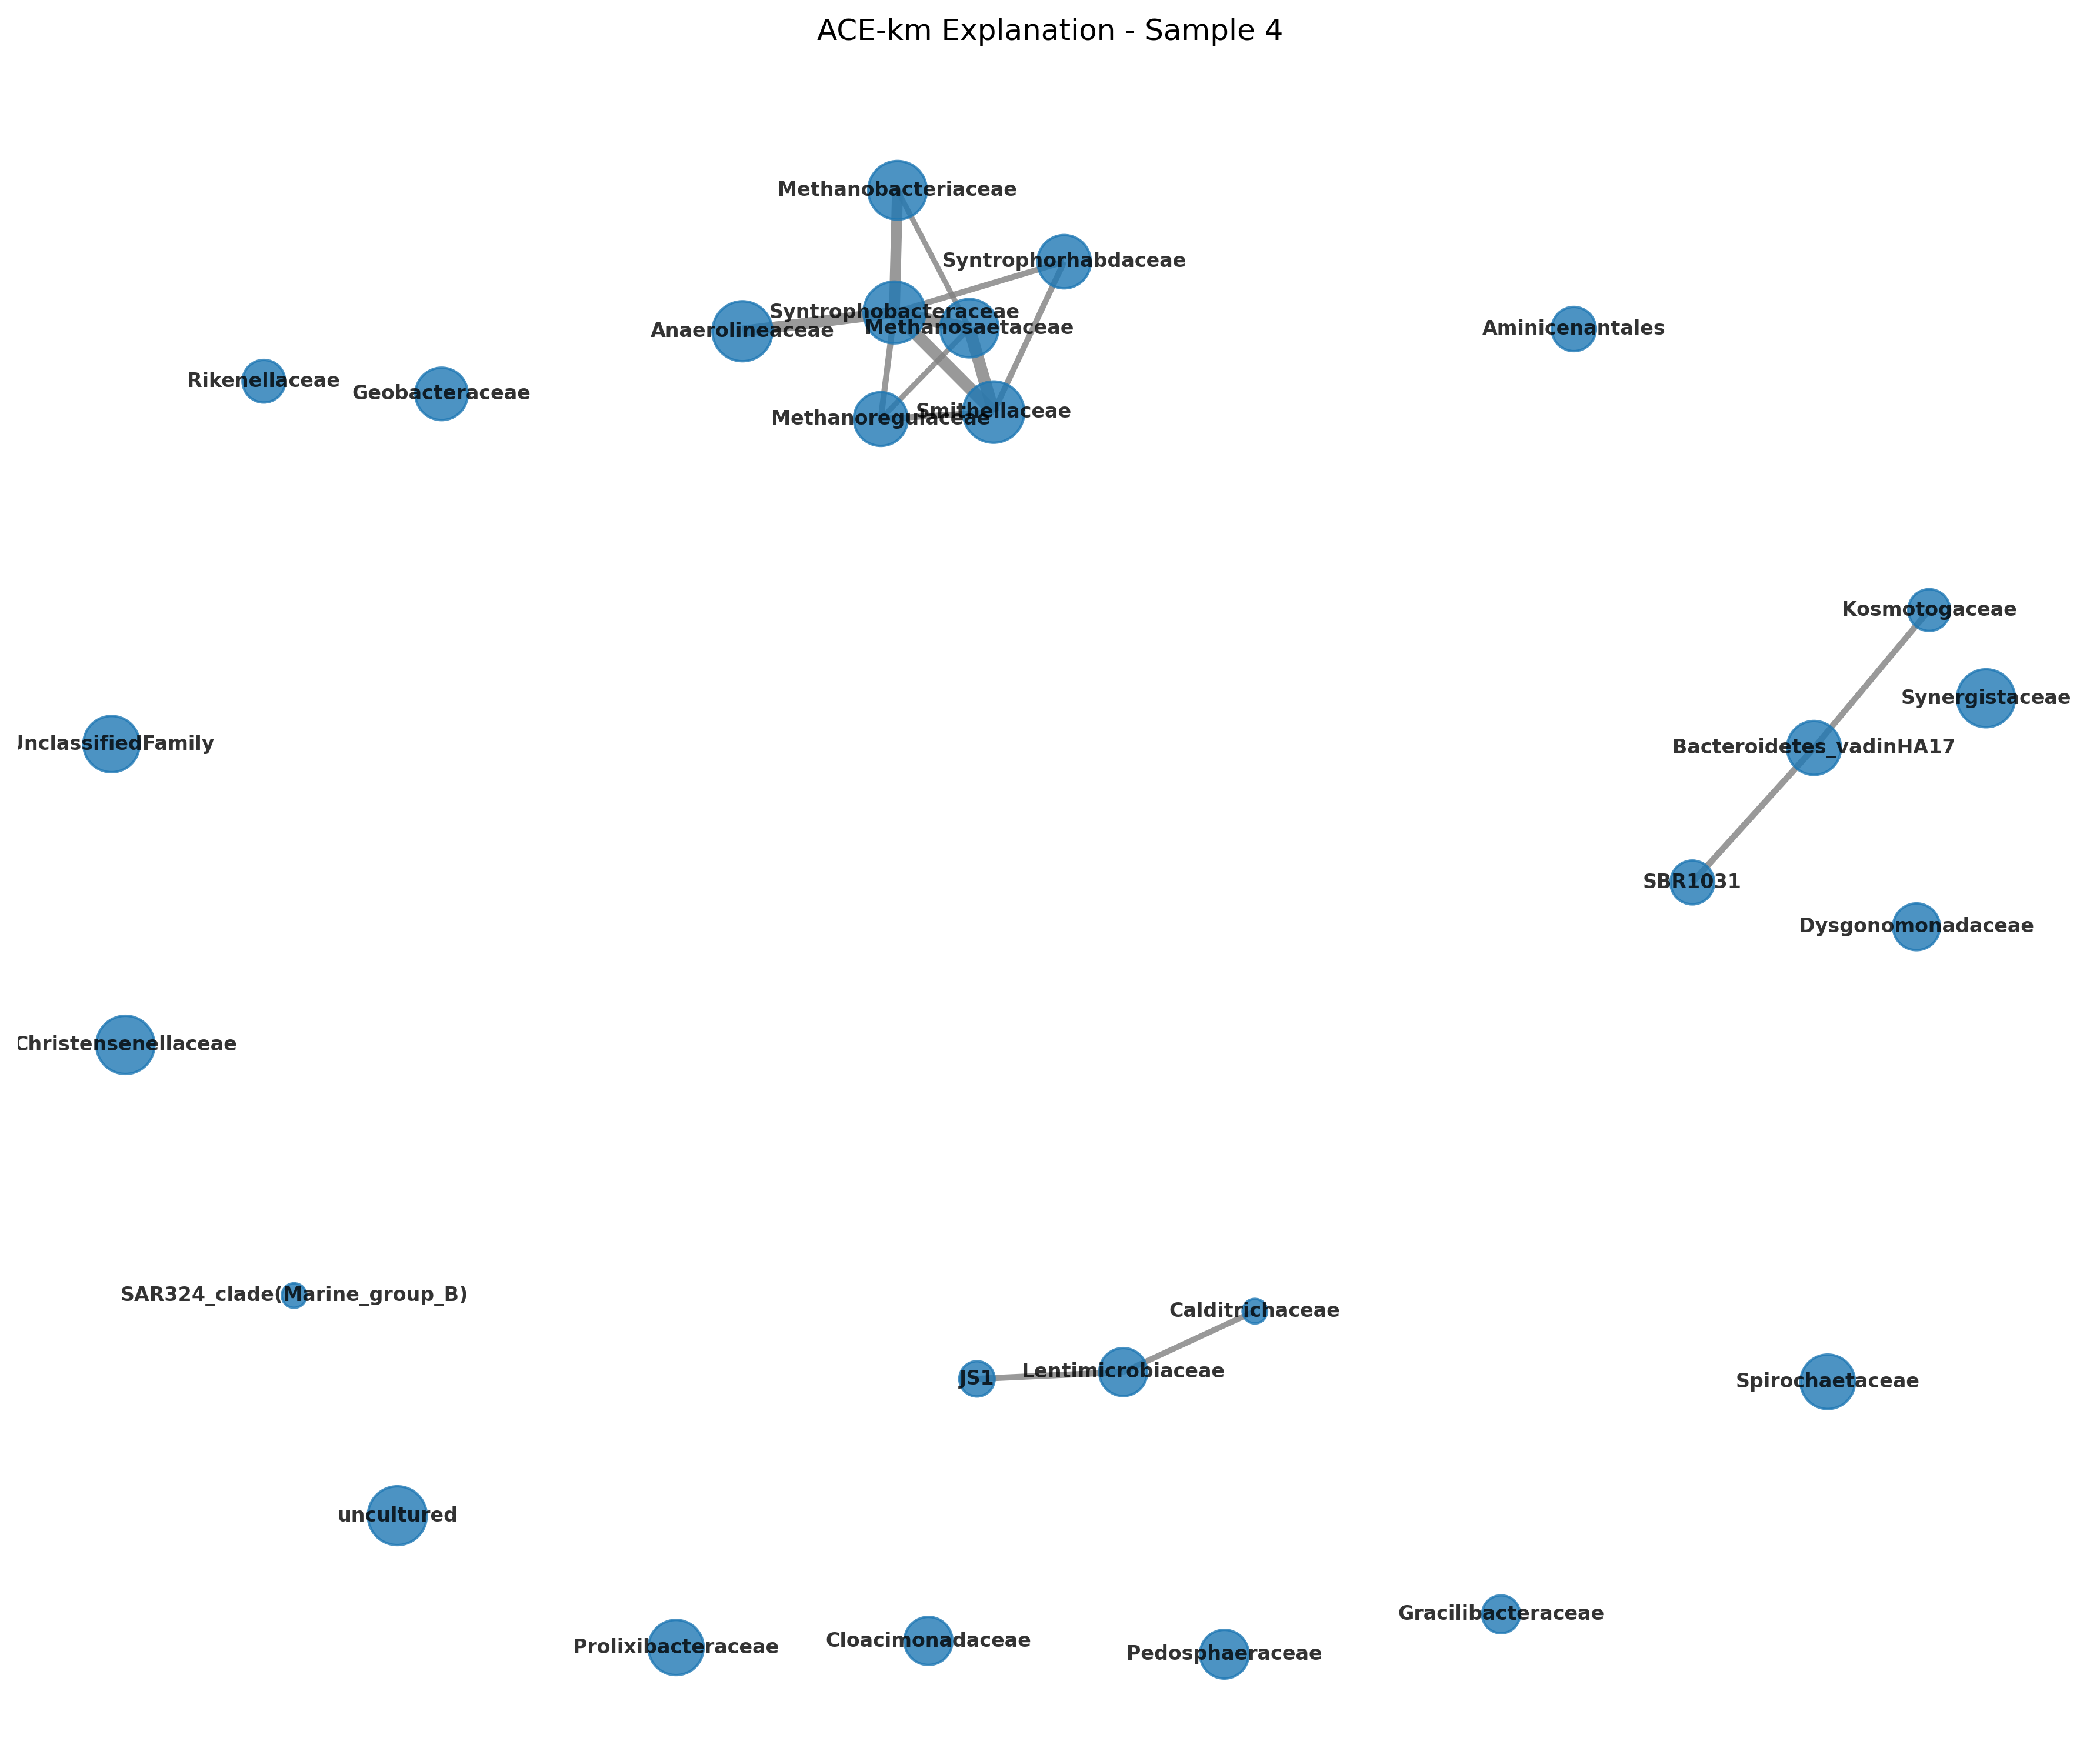 ACE-km Explanation - Sample 4
Methanobacteriaceae
Syntrophorhabdaceae
Syntrophobacteraceae
Anaerolineaceae
Methanosaetaceae
Aminicenantales
Rikenellaceae
Geobacteraceae
Methanoregulaceae
Smithellaceae
Kosmotogaceae
Synergistaceae
UnclassifiedFamily
Bacteroidetes_vadinHA17
SBR1031
Dysgonomonadaceae
Christensenellaceae
SAR324_clade(Marine_group_B)
Calditrichaceae
JS1
Lentimicrobiaceae
Spirochaetaceae
uncultured
Gracilibacteraceae
Prolixibacteraceae
Cloacimonadaceae
Pedosphaeraceae